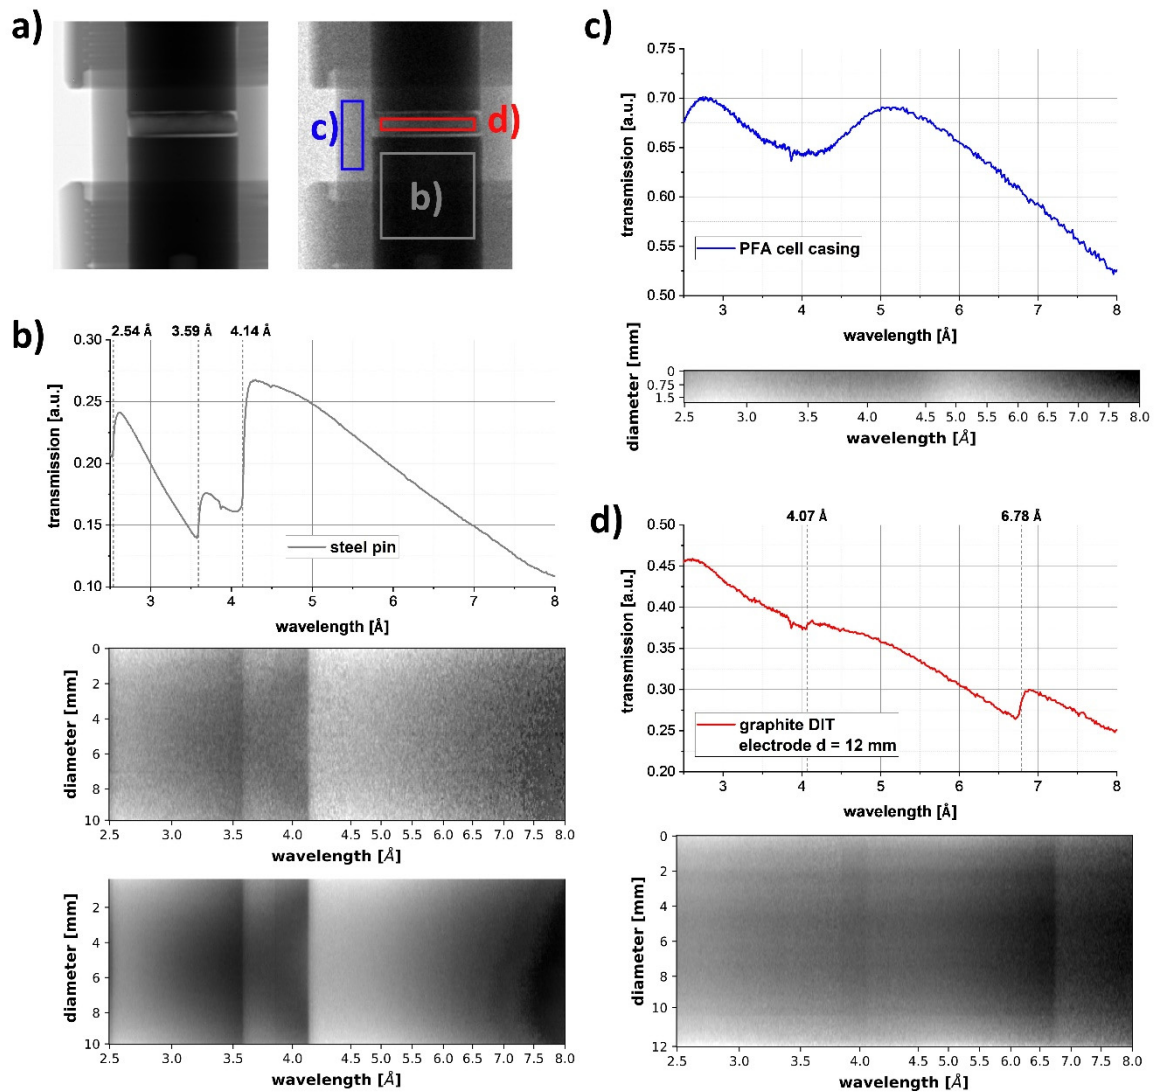 a)
c)
d)
b)
c)
0.75
0.70
0.65
0.60
0.55
0.50
transmission [a.u.]
PFA cell casing
3 4 5 6 7 8
wavelength [Å]
diameter [mm]
0
0.75
1.5
2.5 3.0 3.5 4.0 4.5 5.0 5.5 6.0 6.5 7.0 7.5 8.0
wavelength [Å]
b)
2.54 Å 3.59 Å 4.14 Å
0.30
0.25
0.20
0.15
0.10
transmission [a.u.]
steel pin
3 4 5 6 7 8
wavelength [Å]
diameter [mm]
0
2
4
6
8
10
2.5 3.0 3.5 4.0 4.5 5.0 5.5 6.0 6.5 7.0 7.5 8.0
wavelength [Å]
diameter [mm]
2
4
6
8
10
2.5 3.0 3.5 4.0 4.5 5.0 5.5 6.0 6.5 7.0 7.5 8.0
wavelength [Å]
d)
4.07 Å 6.78 Å
0.50
0.45
0.40
0.35
0.30
0.25
0.20
transmission [a.u.]
graphite DIT
electrode d = 12 mm
3 4 5 6 7 8
wavelength [Å]
diameter [mm]
0
2
4
6
8
10
12
2.5 3.0 3.5 4.0 4.5 5.0 5.5 6.0 6.5 7.0 7.5 8.0
wavelength [Å]